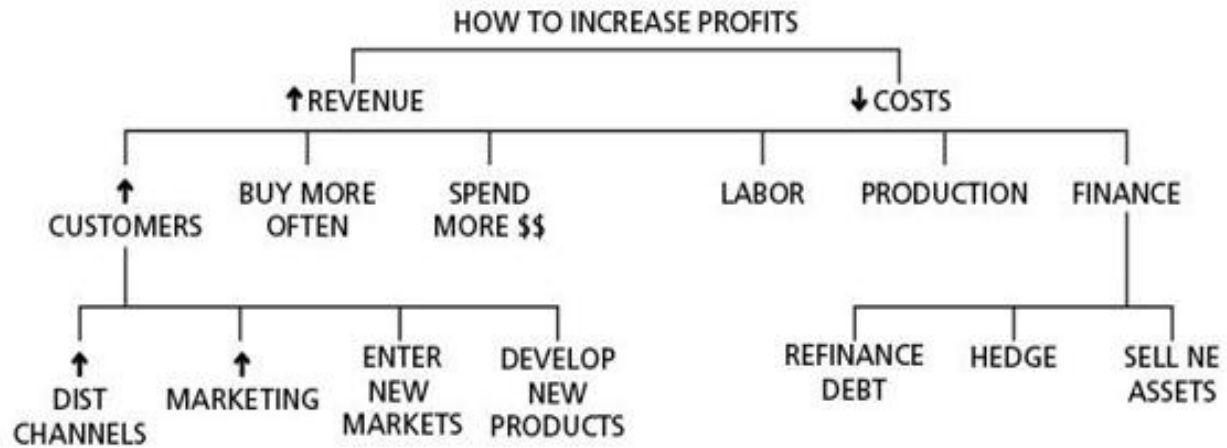 HOW TO INCREASE PROFITS
↑ REVENUE
↓ COSTS
↑
CUSTOMERS
BUY MORE
OFTEN
SPEND
MORE $$
LABOR
PRODUCTION
FINANCE
↑
DIST
CHANNELS
↑
MARKETING
ENTER
NEW
MARKETS
DEVELOP
NEW
PRODUCTS
REFINANCE
DEBT
HEDGE
SELL NE
ASSETS